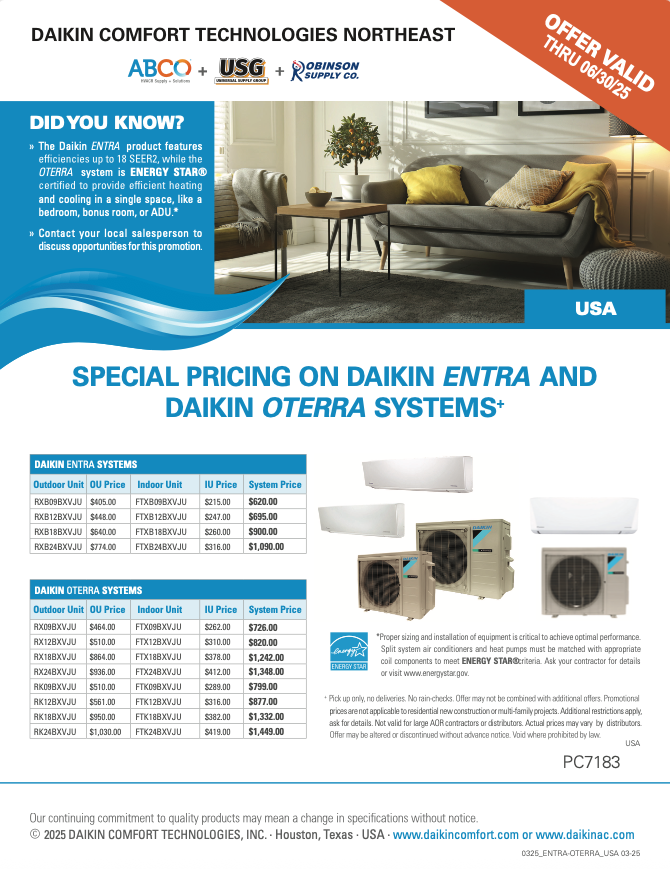 DAIKIN COMFORT TECHNOLOGIES NORTHEAST
OFFER VALID
THRU 06/30/25
ABCO + USG + ROBINSON
HVACR Supply + Solutions
UNIVERSAL SUPPLY GROUP
SUPPLY CO.
DID YOU KNOW?
» The Daikin ENTRA product features
efficiencies up to 18 SEER2, while the
OTERRA system is ENERGY STAR®
certified to provide efficient heating
and cooling in a single space, like a
bedroom, bonus room, or ADU.*
» Contact your local salesperson to
discuss opportunities for this promotion.
USA
SPECIAL PRICING ON DAIKIN ENTRA AND
DAIKIN OTERRA SYSTEMS+
DAIKIN ENTRA SYSTEMS
Outdoor Unit OU Price Indoor Unit IU Price System Price
RXB09BXVJU $405.00 FTXB09BXVJU $215.00 $620.00
RXB12BXVJU $448.00 FTXB12BXVJU $247.00 $695.00
RXB18BXVJU $640.00 FTXB18BXVJU $260.00 $900.00
RXB24BXVJU $774.00 FTXB24BXVJU $316.00 $1,090.00
DAIKIN OTERRA SYSTEMS
Outdoor Unit OU Price Indoor Unit IU Price System Price
RX09BXVJU $464.00 FTX09BXVJU $262.00 $726.00
RX12BXVJU $510.00 FTX12BXVJU $310.00 $820.00
RX18BXVJU $864.00 FTX18BXVJU $378.00 $1,242.00
RX24BXVJU $936.00 FTX24BXVJU $412.00 $1,348.00
RK09BXVJU $510.00 FTK09BXVJU $289.00 $799.00
RK12BXVJU $561.00 FTK12BXVJU $316.00 $877.00
RK18BXVJU $950.00 FTK18BXVJU $382.00 $1,332.00
RK24BXVJU $1,030.00 FTK24BXVJU $419.00 $1,449.00
DAIKIN
energy
ENERGY STAR
*Proper sizing and installation of equipment is critical to achieve optimal performance.
Split system air conditioners and heat pumps must be matched with appropriate
coil components to meet ENERGY STAR®criteria. Ask your contractor for details
or visit www.energystar.gov.
+ Pick up only, no deliveries. No rain-checks. Offer may not be combined with additional offers. Promotional
prices are not applicable to residential new construction or multi-family projects. Additional restrictions apply,
ask for details. Not valid for large AOR contractors or distributors. Actual prices may vary by distributors.
Offer may be altered or discontinued without advance notice. Void where prohibited by law.
USA
PC7183
Our continuing commitment to quality products may mean a change in specifications without notice.
© 2025 DAIKIN COMFORT TECHNOLOGIES, INC. · Houston, Texas · USA · www.daikincomfort.com or www.daikinac.com
0325_ENTRA-OTERRA_USA 03-25